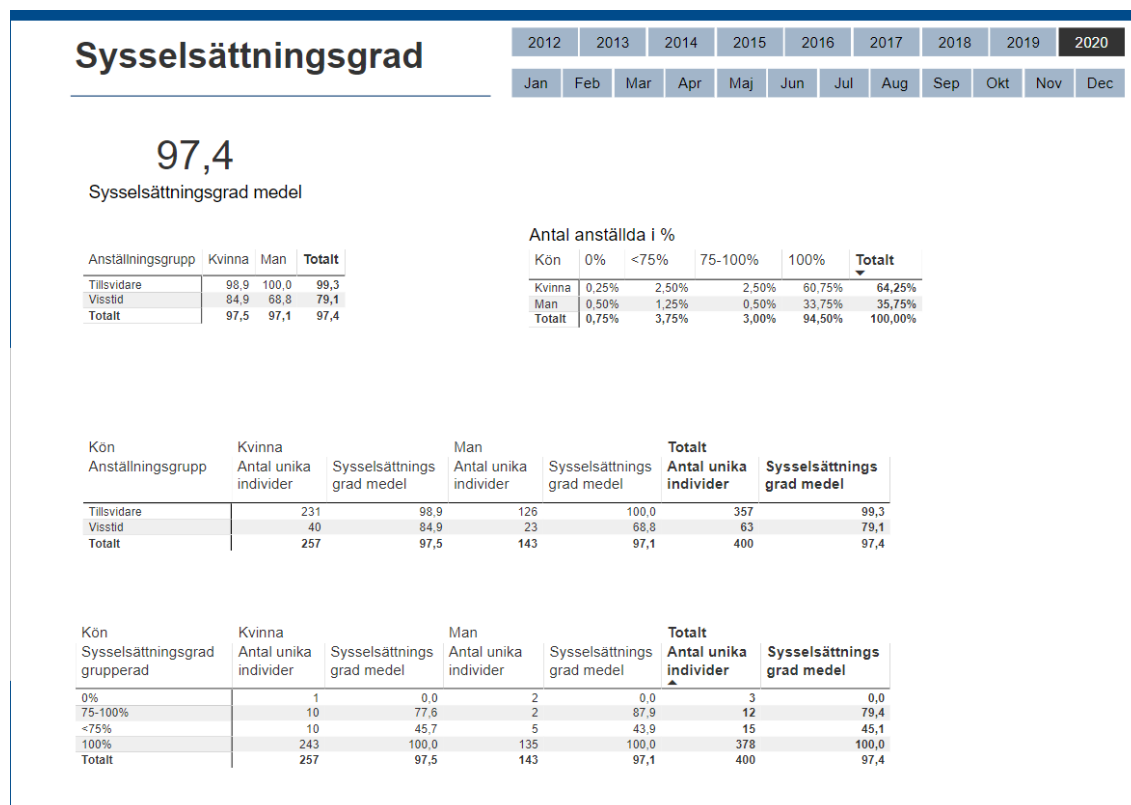 Sysselsättningsgrad
2012 2013 2014 2015 2016 2017 2018 2019 2020
Jan Feb Mar Apr Maj Jun Jul Aug Sep Okt Nov Dec
97,4
Sysselsättningsgrad medel
Anställningsgrupp Kvinna Man Totalt
Tillsvidare 98,9 100,0 99,3
Visstid 84,9 68,8 79,1
Totalt 97,5 97,1 97,4
Antal anställda i %
Kön 0% <75% 75-100% 100% Totalt
Kvinna 0,25% 2,50% 2,50% 60,75% 64,25%
Man 0,50% 1,25% 0,50% 33,75% 35,75%
Totalt 0,75% 3,75% 3,00% 94,50% 100,00%
Kön Kvinna Man Totalt
Anställningsgrupp Antal unika Sysselsättnings Antal unika Sysselsättnings Antal unika Sysselsättnings
individer grad medel individer grad medel individer grad medel
Tillsvidare 231 98,9 126 100,0 357 99,3
Visstid 40 84,9 23 68,8 63 79,1
Totalt 257 97,5 143 97,1 400 97,4
Kön Kvinna Man Totalt
Sysselsättningsgrad Antal unika Sysselsättnings Antal unika Sysselsättnings Antal unika Sysselsättnings
grupperad individer grad medel individer grad medel individer grad medel
0% 1 0,0 2 0,0 3 0,0
75-100% 10 77,6 2 87,9 12 79,4
<75% 10 45,7 5 43,9 15 45,1
100% 243 100,0 135 100,0 378 100,0
Totalt 257 97,5 143 97,1 400 97,4